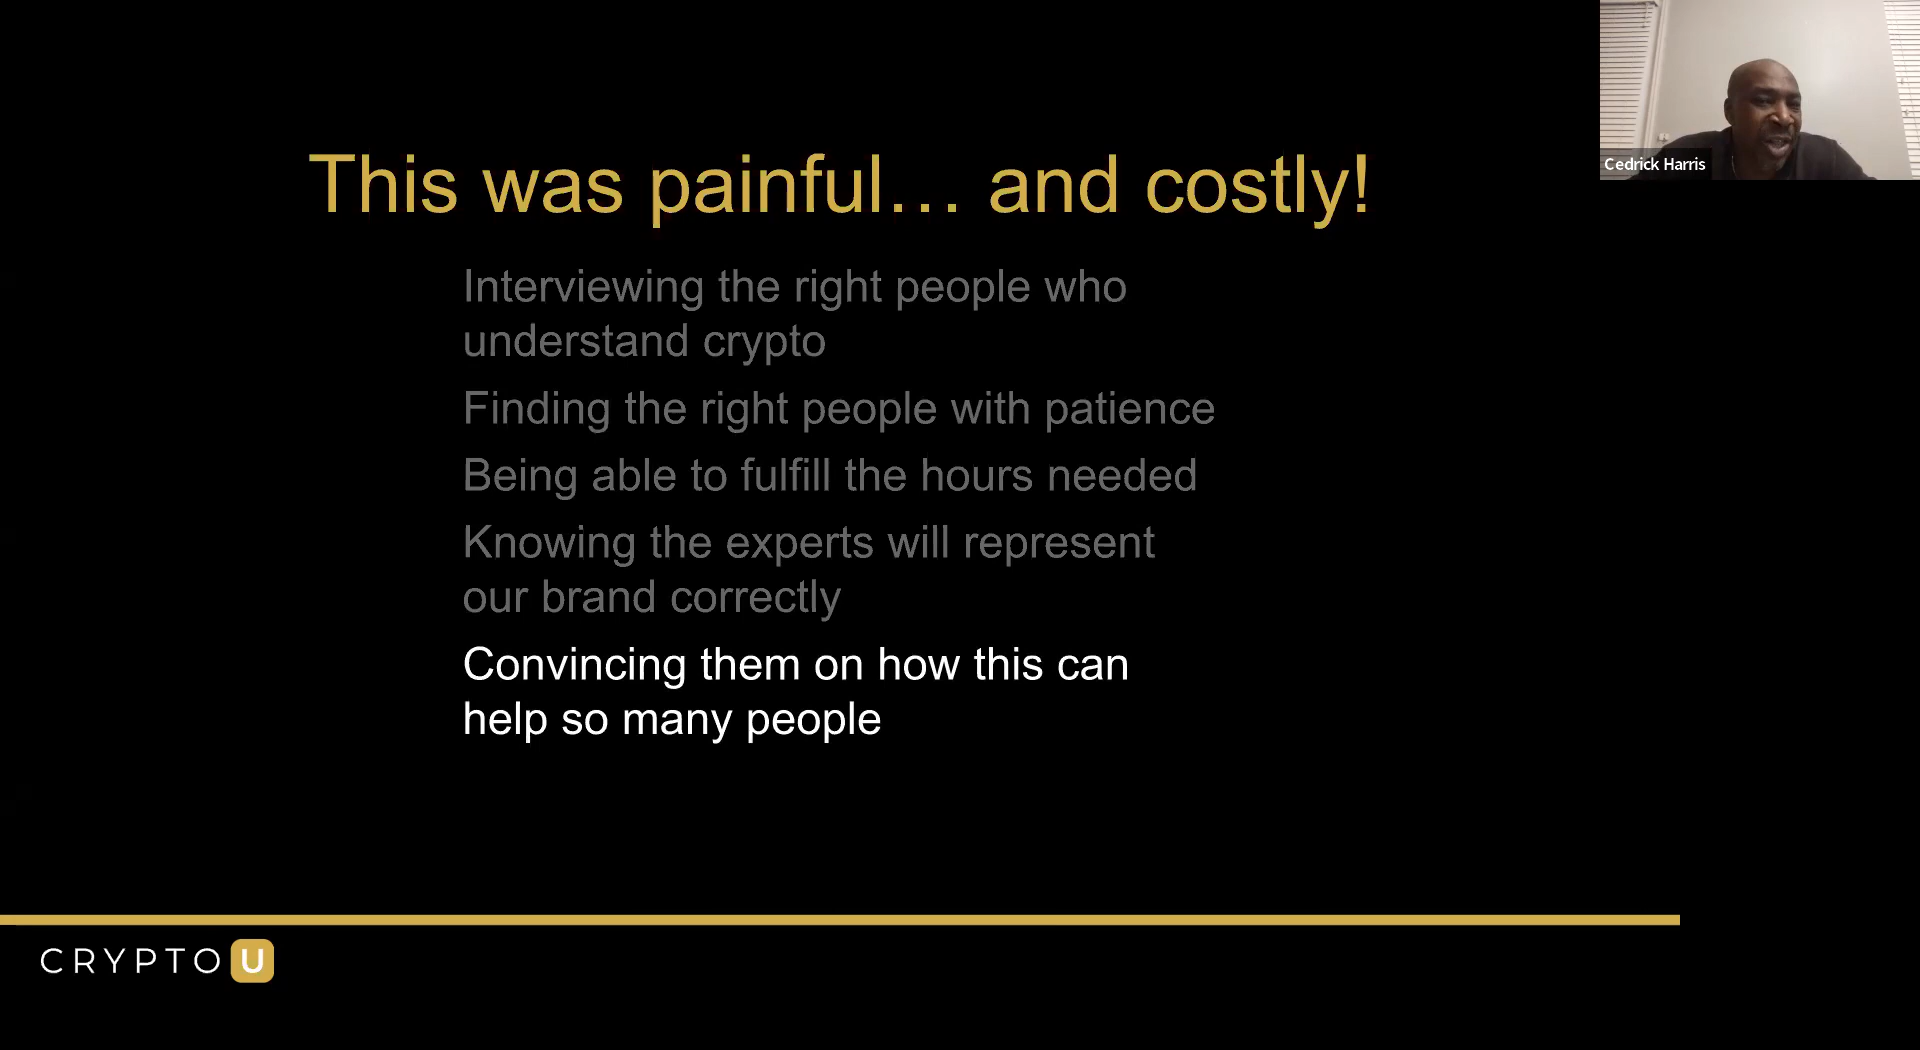 This was painful… and costly!
Interviewing the right people who
understand crypto
Finding the right people with patience
Being able to fulfill the hours needed
Knowing the experts will represent
our brand correctly
Convincing them on how this can
help so many people
Cedrick Harris
CRYPTO U